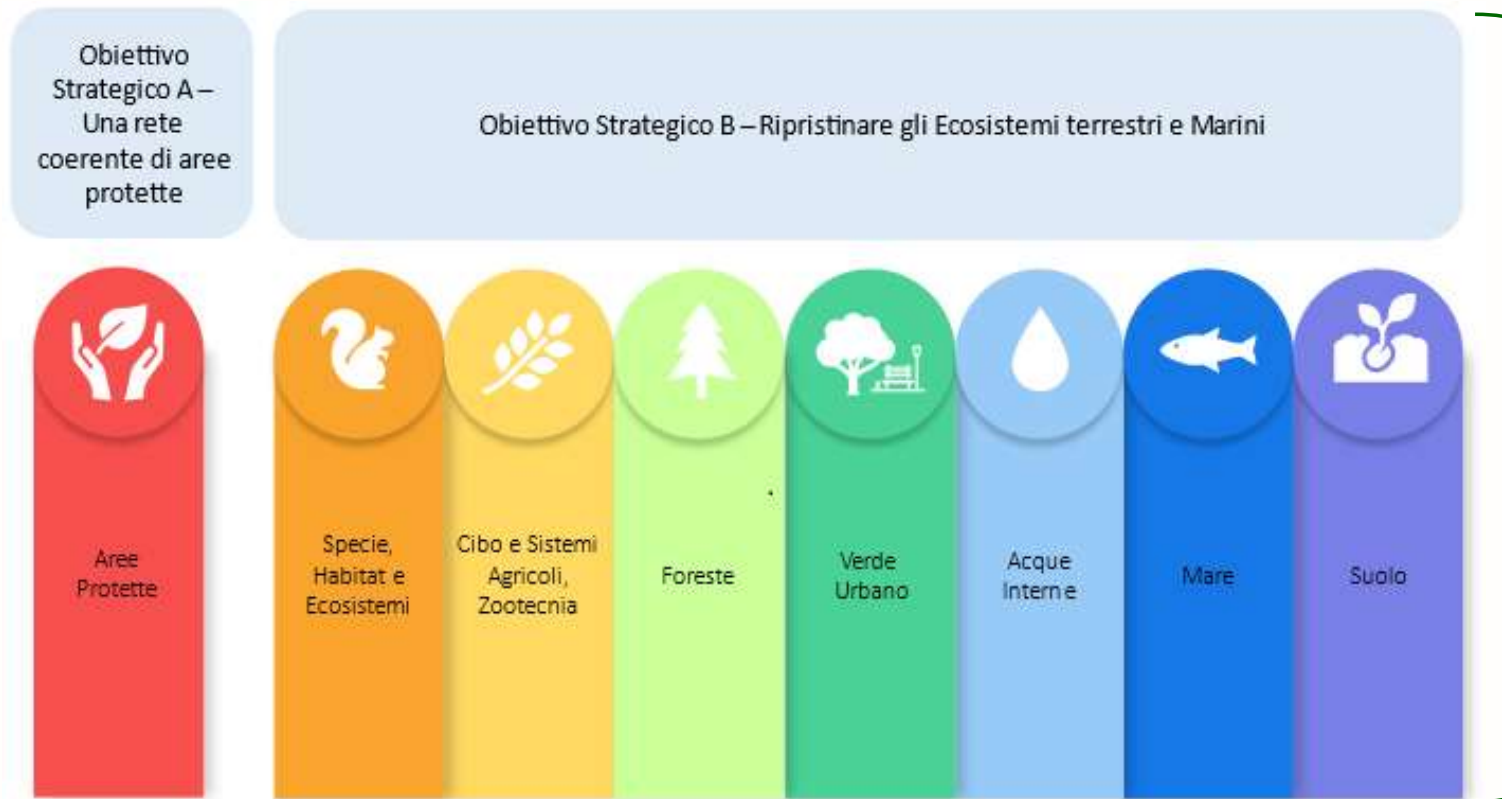 Obiettivo
Strategico A –
Una rete
coerente di aree
protette
Obiettivo Strategico B – Ripristinare gli Ecosistemi terrestri e Marini
Aree
Protette
Specie,
Habitat e
Ecosistemi
Cibo e Sistemi
Agricoli,
Zootecnia
Foreste
Verde
Urbano
Acque
Interne
Mare
Suolo